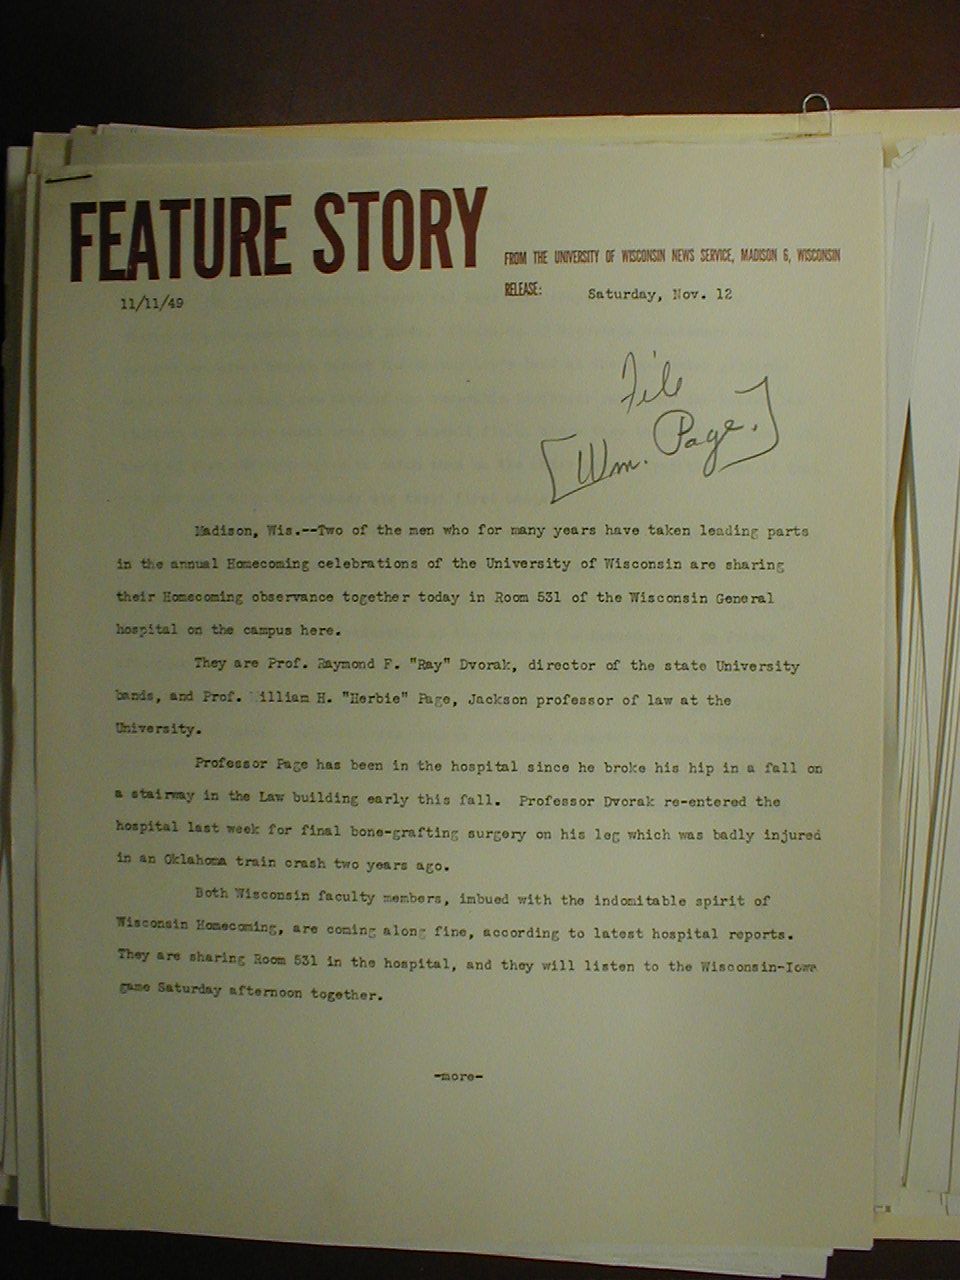 FEATURE STORY
FROM THE UNIVERSITY OF WISCONSIN NEWS SERVICE, MADISON 6, WISCONSIN
RELEASE: Saturday, Nov. 12
11/11/49
File
[Wm. Page.]
Madison, Wis.--Two of the men who for many years have taken leading parts
in the annual Homecoming celebrations of the University of Wisconsin are sharing
their Homecoming observance together today in Room 531 of the Wisconsin General
hospital on the campus here.
They are Prof. Raymond F. "Ray" Dvorak, director of the state University
bands, and Prof. William H. "Herbie" Page, Jackson professor of law at the
University.
Professor Page has been in the hospital since he broke his hip in a fall on
a stairway in the Law building early this fall. Professor Dvorak re-entered the
hospital last week for final bone-grafting surgery on his leg which was badly injured
in an Oklahoma train crash two years ago.
Both Wisconsin faculty members, imbued with the indomitable spirit of
Wisconsin Homecoming, are coming along fine, according to latest hospital reports.
They are sharing Room 531 in the hospital, and they will listen to the Wisconsin-Iowa
game Saturday afternoon together.
-more-